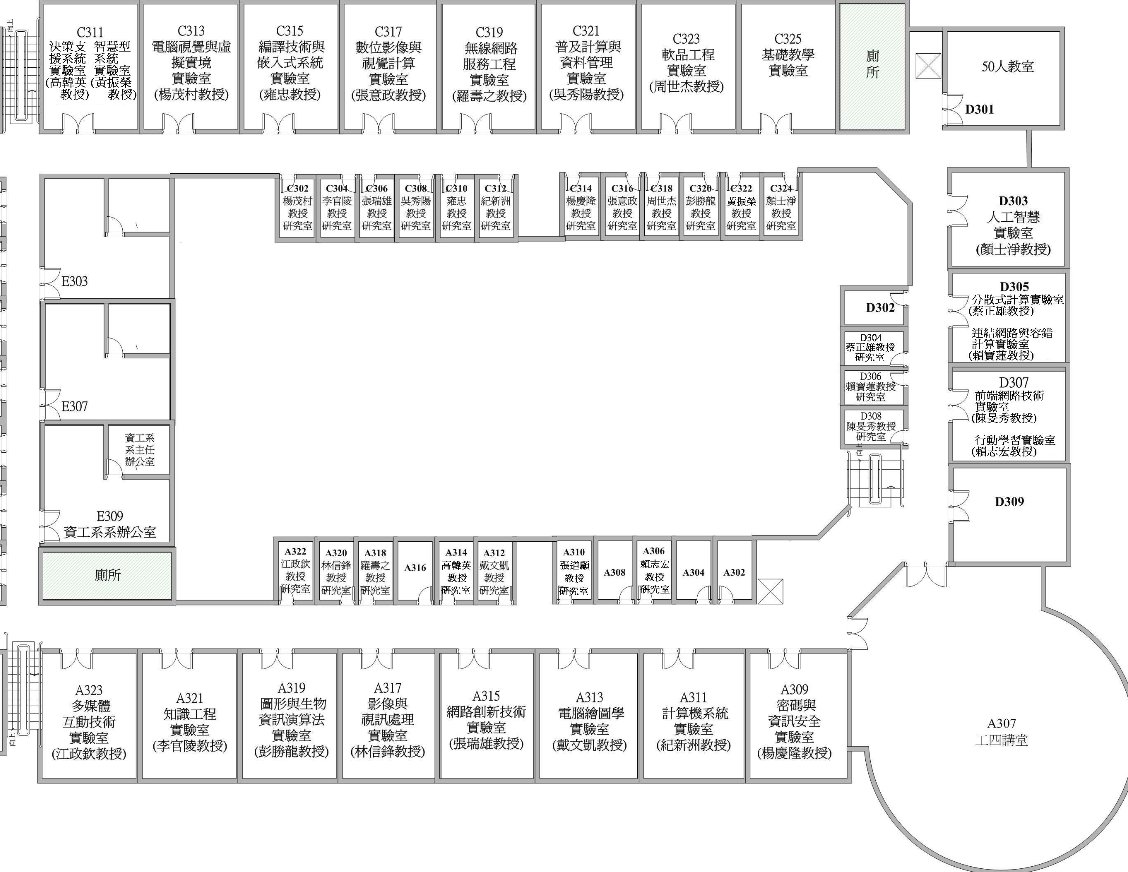 C311
決策支
援系統
實驗室
(高韓英
教授)
智慧型
系統
實驗室
(黃振榮
教授)
C313
電腦視覺與虛
擬實境
實驗室
(楊茂村教授)
C315
編譯技術與
嵌入式系統
實驗室
(雍忠教授)
C317
數位影像與
視覺計算
實驗室
(張意政教授)
C319
無線網路
服務工程
實驗室
(羅壽之教授)
C321
普及計算與
資料管理
實驗室
(吳秀陽教授)
C323
軟品工程
實驗室
(周世杰教授)
C325
基礎教學
實驗室
廁
所
50人教室
D301
C302
楊茂村
教授
研究室
C304
李官陵
教授
研究室
C306
張瑞雄
教授
研究室
C308
吳秀陽
教授
研究室
C310
雍忠
教授
研究室
C312
紀新洲
教授
研究室
C314
楊慶隆
教授
研究室
C316
張意政
教授
研究室
C318
周世杰
教授
研究室
C320
彭勝龍
教授
研究室
C322
黃振榮
教授
研究室
C324
顏士淨
教授
研究室
D303
人工智慧
實驗室
(顏士淨教授)
E303
D302
D305
分散式計算實驗室
(蔡正雄教授)
連結網路與容錯
計算實驗室
(賴寶蓮教授)
D304
蔡正雄教授
研究室
D306
賴寶蓮教授
研究室
D307
前端網路技術
實驗室
(陳旻秀教授)
行動學習實驗室
(賴志宏教授)
E307
D308
陳旻秀教授
研究室
資工系
系主任
辦公室
E309
資工系系辦公室
D309
廁所
A322
江政欽
教授
研究室
A320
林信鋒
教授
研究室
A318
羅壽之
教授
研究室
A316
A314
高韓英
教授
研究室
A312
戴文凱
教授
研究室
A310
張道顧
教授
研究室
A308
A306
賴志宏
教授
研究室
A304
A302
A323
多媒體
互動技術
實驗室
(江政欽教授)
A321
知識工程
實驗室
(李官陵教授)
A319
圖形與生物
資訊演算法
實驗室
(彭勝龍教授)
A317
影像與
視訊處理
實驗室
(林信鋒教授)
A315
網路創新技術
實驗室
(張瑞雄教授)
A313
電腦繪圖學
實驗室
(戴文凱教授)
A311
計算機系統
實驗室
(紀新洲教授)
A309
密碼與
資訊安全
實驗室
(楊慶隆教授)
A307
工四講堂